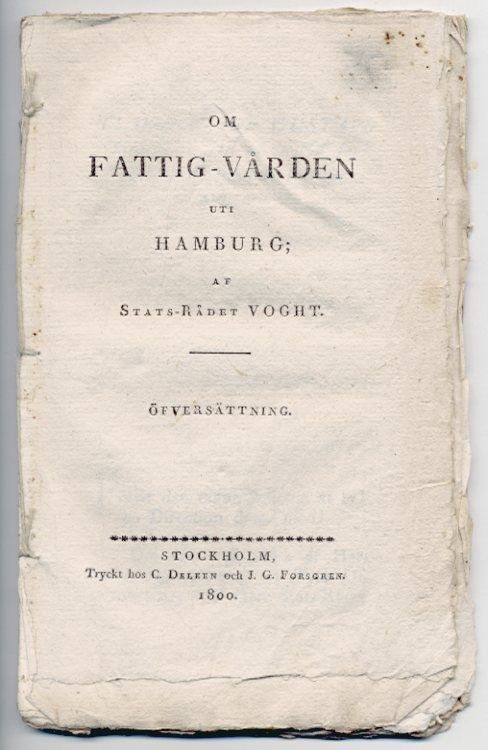 OM
FATTIG-VÅRDEN
UTI
HAMBURG;
AF
STATS-RÅDET VOGHT.
ÖFVERSÄTTNING.
STOCKHOLM,
Tryckt hos C. DELEEN och J. G. FORSGREN.
1800.